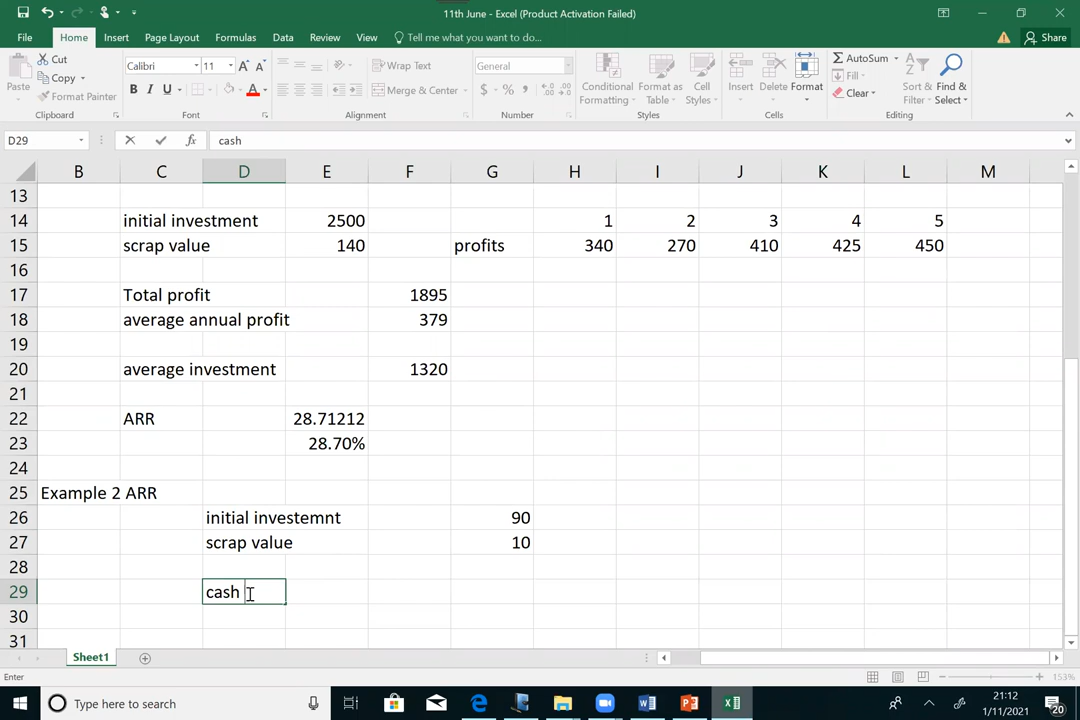 11th June - Excel (Product Activation Failed)
File Home Insert Page Layout Formulas Data Review View Tell me what you want to do... Share
Paste Cut Copy Format Painter Clipboard
Calibri 11 A A B I U A Font
Wrap Text Merge & Center Alignment
General $ % , Number
Conditional Formatting Format as Table Cell Styles Styles
Insert Delete Format Cells
AutoSum Fill Clear Sort & Filter Find & Select Editing
D29 fx cash
B C D E F G H I J K L M
13
14 initial investment 2500 1 2 3 4 5
15 scrap value 140 profits 340 270 410 425 450
16
17 Total profit 1895
18 average annual profit 379
19
20 average investment 1320
21
22 ARR 28.71212
23 28.70%
24
25 Example 2 ARR
26 initial investemnt 90
27 scrap value 10
28
29 cash
30
31
Sheet1
Enter 153%
Type here to search 21:12
1/11/2021 20